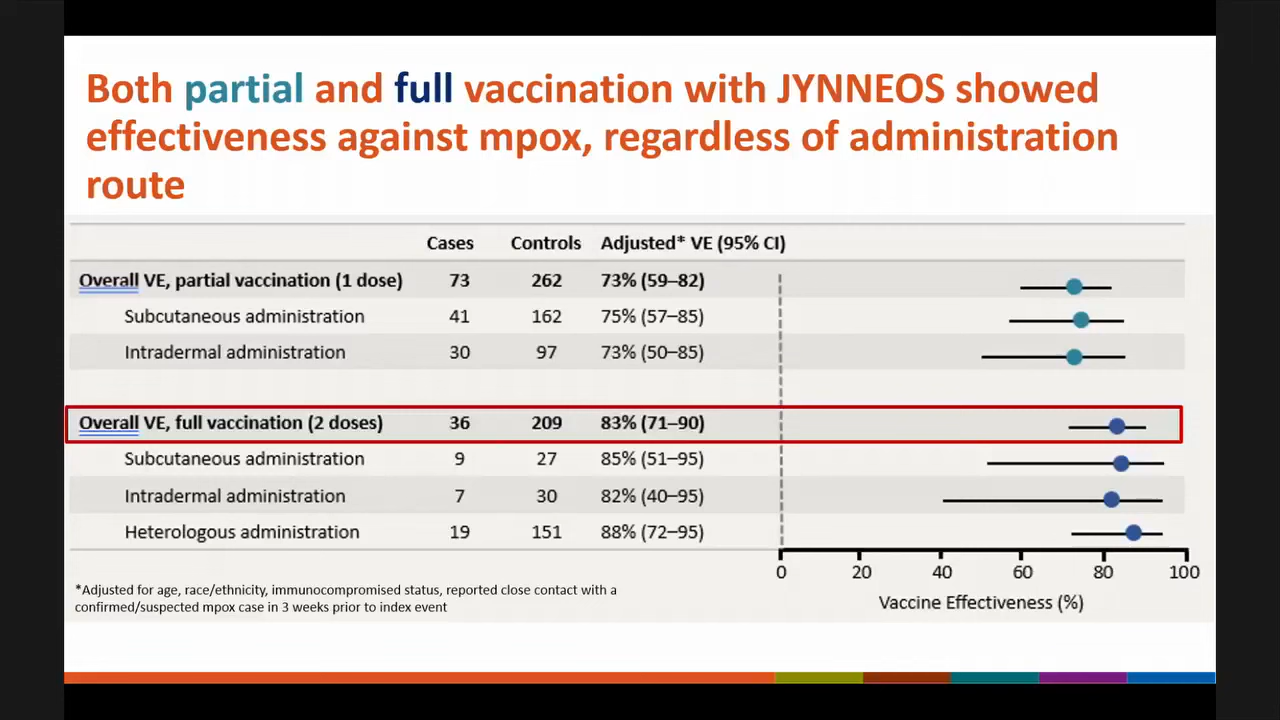 Both partial and full vaccination with JYNNEOS showed
effectiveness against mpox, regardless of administration
route
Cases Controls Adjusted* VE (95% CI)
Overall VE, partial vaccination (1 dose) 73 262 73% (59–82)
Subcutaneous administration 41 162 75% (57–85)
Intradermal administration 30 97 73% (50–85)
Overall VE, full vaccination (2 doses) 36 209 83% (71–90)
Subcutaneous administration 9 27 85% (51–95)
Intradermal administration 7 30 82% (40–95)
Heterologous administration 19 151 88% (72–95)
0 20 40 60 80 100
Vaccine Effectiveness (%)
*Adjusted for age, race/ethnicity, immunocompromised status, reported close contact with a
confirmed/suspected mpox case in 3 weeks prior to index event